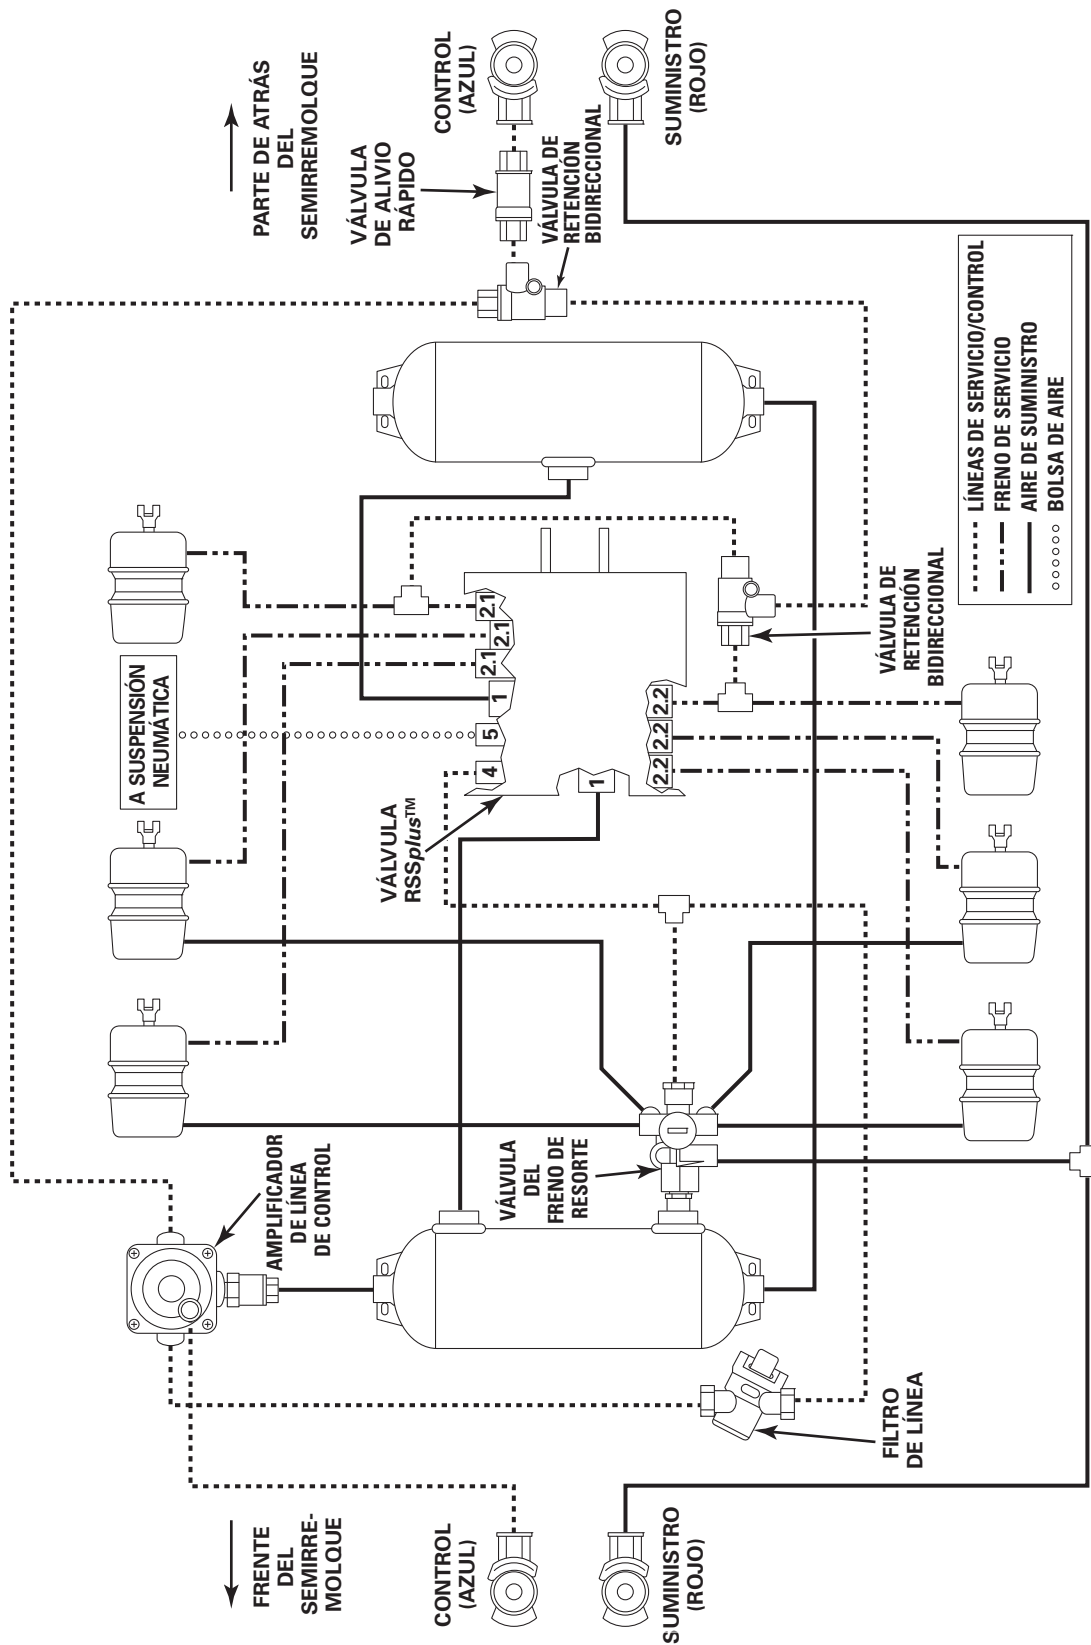 FRENTE
DEL
SEMIRRE-
MOLQUE
PARTE DE ATRÁS
DEL
SEMIRREMOLQUE
AMPLIFICADOR
DE LÍNEA
DE CONTROL
A SUSPENSIÓN
NEUMÁTICA
VÁLVULA
DE ALIVIO
RÁPIDO
CONTROL
(AZUL)
CONTROL
(AZUL)
VÁLVULA
RSSplus™
4
5
1
2.1
2.1
2.1
1
2.2
2.2
2.2
VÁLVULA
DEL
FRENO DE
RESORTE
VÁLVULA DE
RETENCIÓN
BIDIRECCIONAL
SUMINISTRO
(ROJO)
SUMINISTRO
(ROJO)
FILTRO
DE LÍNEA
VÁLVULA DE
RETENCIÓN
BIDIRECCIONAL
LÍNEAS DE SERVICIO/CONTROL
FRENO DE SERVICIO
AIRE DE SUMINISTRO
BOLSA DE AIRE